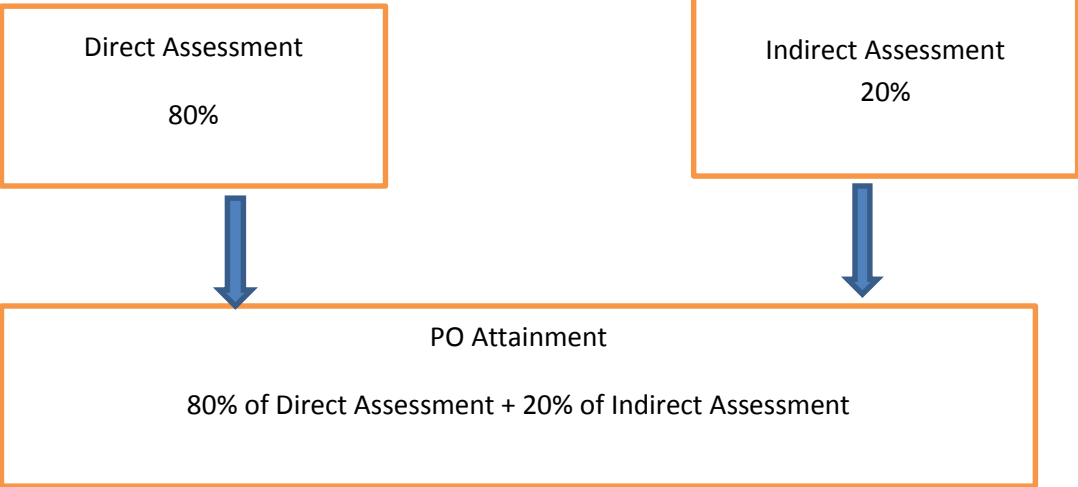 Direct Assessment
80%
Indirect Assessment
20%
PO Attainment
80% of Direct Assessment + 20% of Indirect Assessment